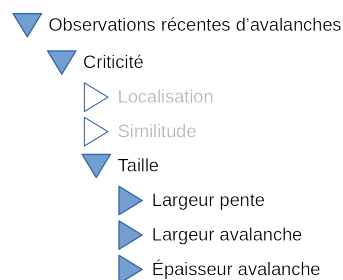 Observations récentes d'avalanches
Criticité
Localisation
Similitude
Taille
Largeur pente
Largeur avalanche
Épaisseur avalanche